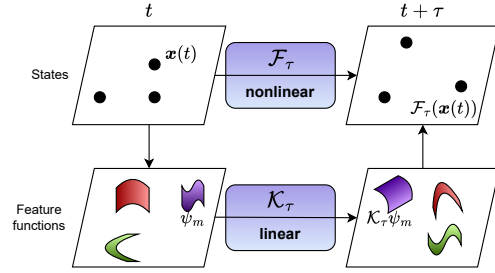 t
t + τ
x(t)
F_τ
States
nonlinear
F_τ(x(t))
Feature
functions
ψ_m
K_τ
linear
K_τψ_m